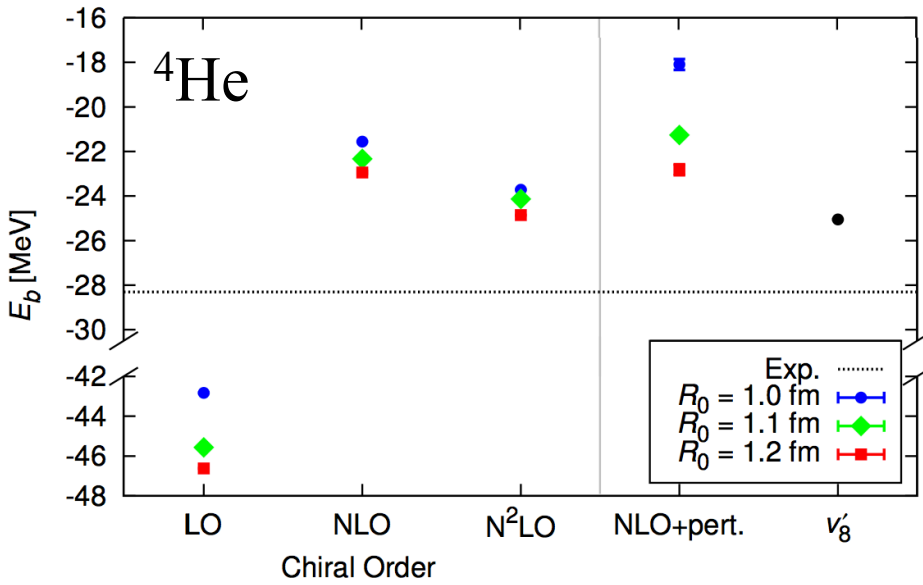 -16
⁴He
-18
-20
-22
-24
-26
-28
-30
-42
-44
-46
-48
E_b [MeV]
Exp.
R₀ = 1.0 fm
R₀ = 1.1 fm
R₀ = 1.2 fm
LO NLO N²LO NLO+pert. v′₈
Chiral Order